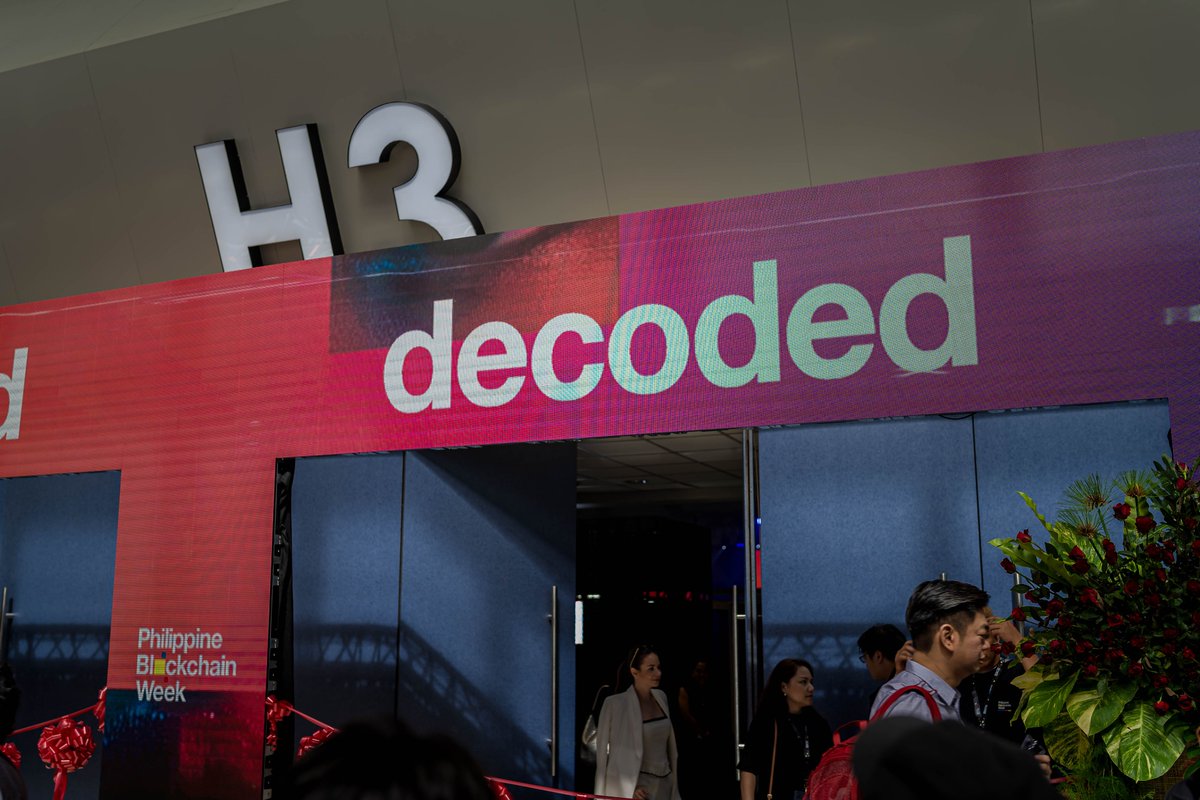 H3
decoded
d
Philippine
Blockchain
Week